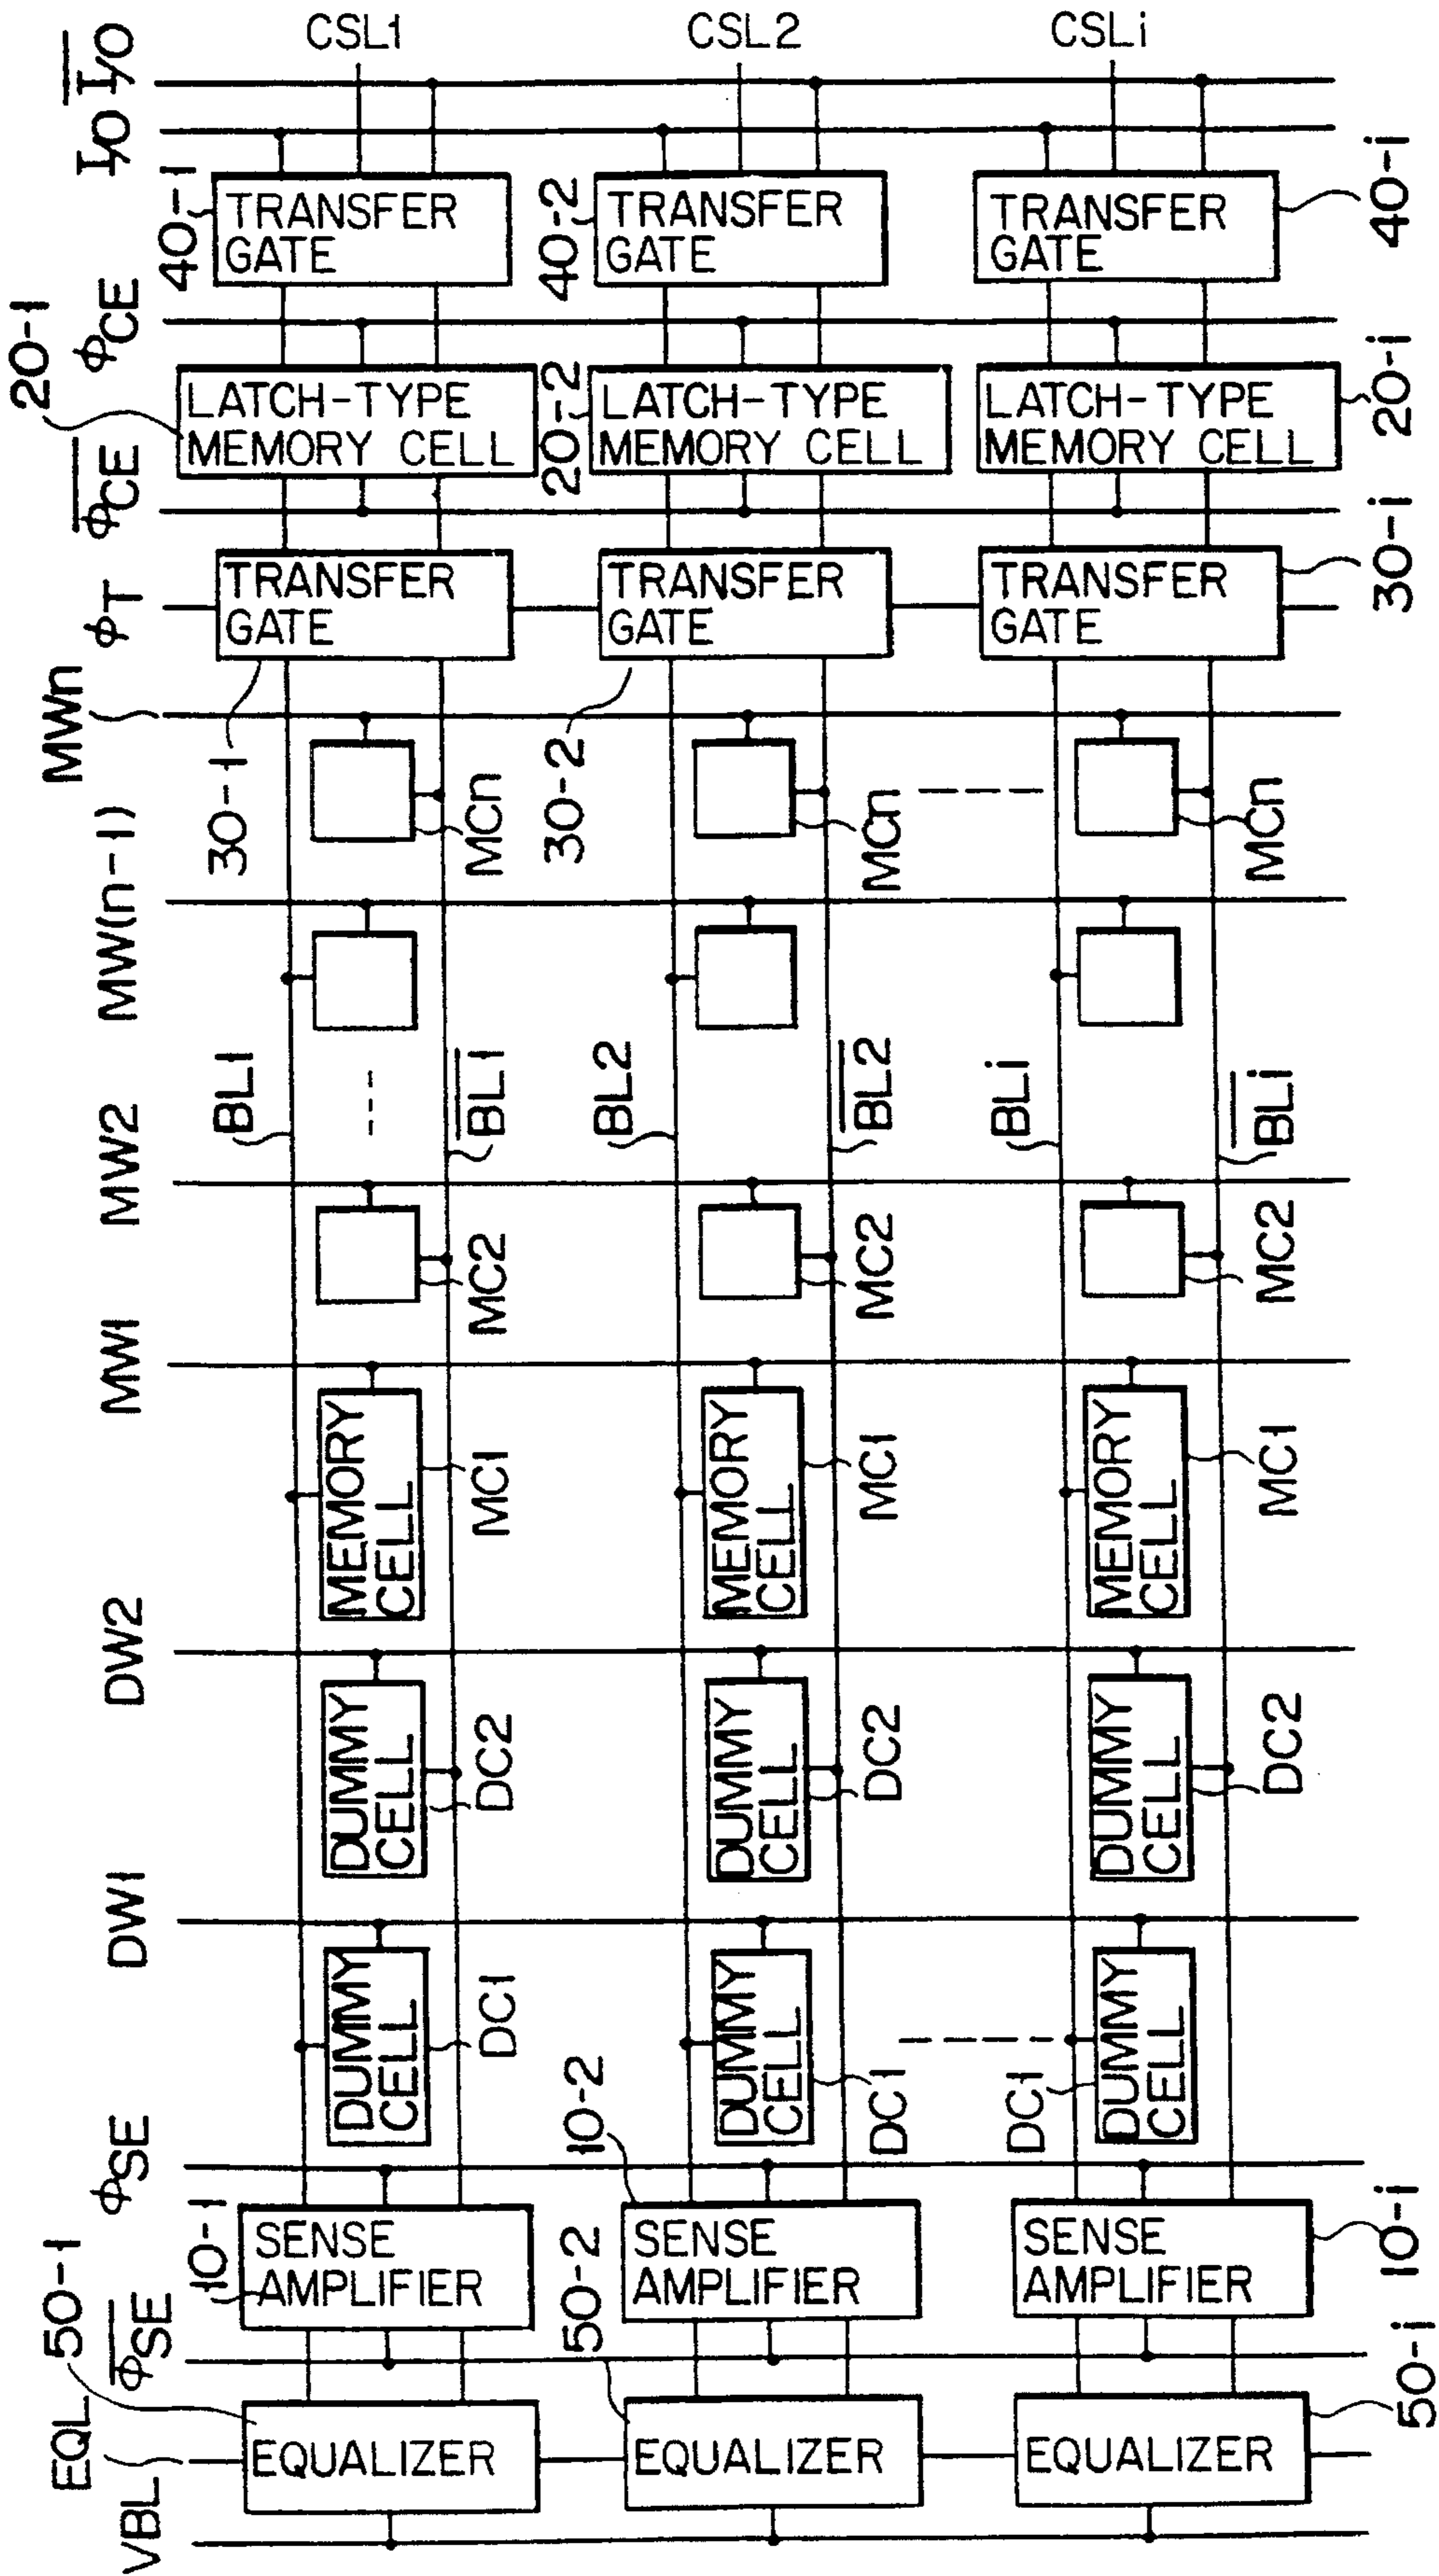 CSL1
CSL2
CSLi
I/O
I/O
40-1
TRANSFER
GATE
40-2
TRANSFER
GATE
TRANSFER
GATE
40-i
20-1
φCE
LATCH-TYPE
MEMORY CELL
20-2
LATCH-TYPE
MEMORY CELL
LATCH-TYPE
MEMORY CELL
20-i
φCE
φT
TRANSFER
GATE
TRANSFER
GATE
TRANSFER
GATE
30-i
MWn
30-1
MCn
30-2
MCn
MCn
MW(n-1)
BL1
BL1
BL2
BL2
BLi
BLi
MW2
MC2
MC2
MC2
MW1
MEMORY
CELL
MC1
MEMORY
CELL
MC1
MEMORY
CELL
MC1
DW2
DUMMY
CELL
DC2
DUMMY
CELL
DC2
DUMMY
CELL
DC2
DW1
DUMMY
CELL
DC1
DUMMY
CELL
DC1
DC1
DUMMY
CELL
φSE
10-1
SENSE
AMPLIFIER
10-2
SENSE
AMPLIFIER
SENSE
AMPLIFIER
10-i
φSE
50-1
50-2
EQL
EQUALIZER
EQUALIZER
EQUALIZER
50-i
VBL